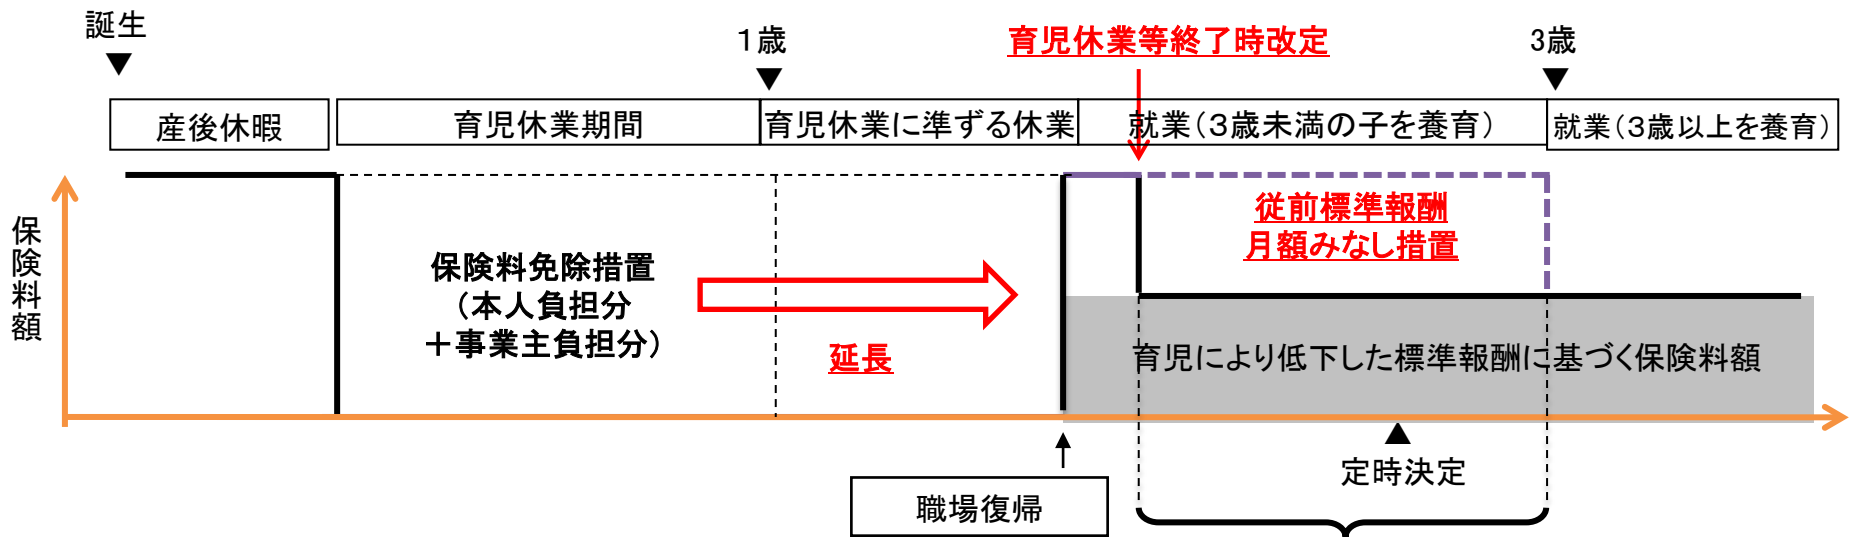 誕生
1歳
育児休業等終了時改定
3歳
産後休暇
育児休業期間
育児休業に準ずる休業
就業(3歳未満の子を養育)
就業(3歳以上を養育)
保険料額
従前標準報酬
月額みなし措置
保険料免除措置
(本人負担分
+事業主負担分)
延長
育児により低下した標準報酬に基づく保険料額
定時決定
職場復帰